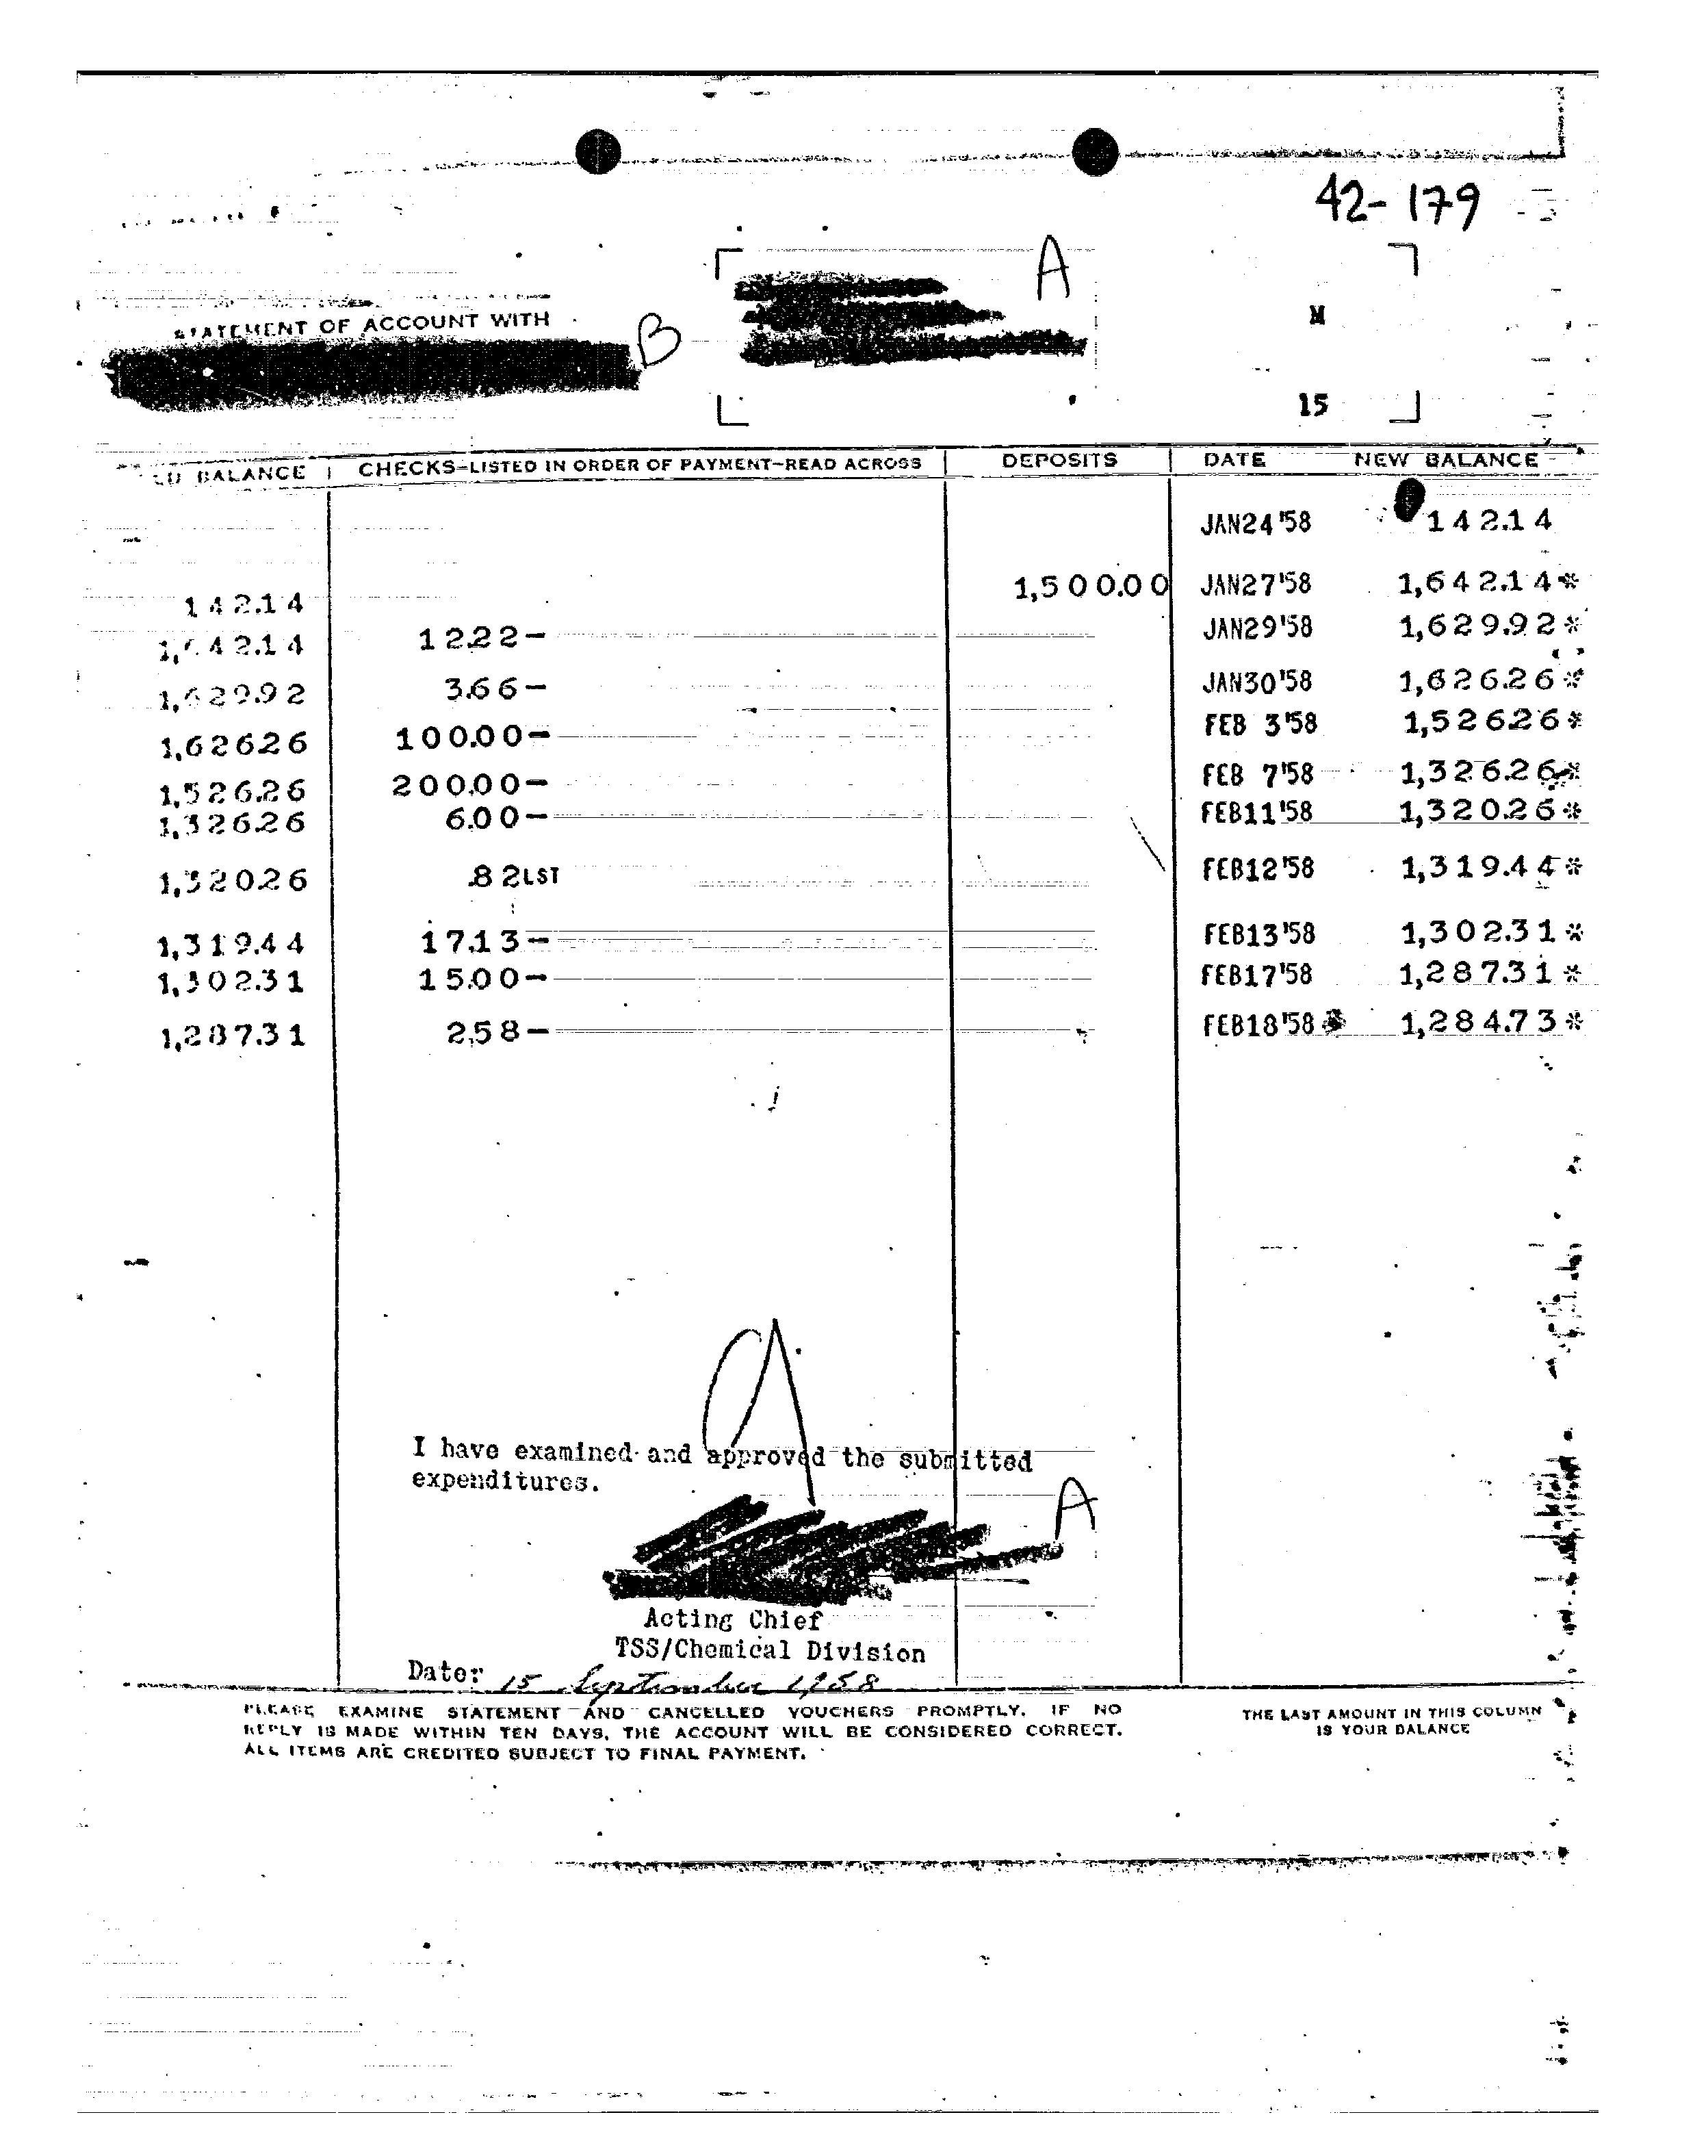 42-179
A
STATEMENT OF ACCOUNT WITH
B
M
15
BALANCE CHECKS-LISTED IN ORDER OF PAYMENT-READ ACROSS DEPOSITS DATE NEW BALANCE
JAN24'58 142.14
142.14 1,500.00 JAN27'58 1,642.14*
1,642.14 12.22- JAN29'58 1,629.92*
1,629.92 3.66- JAN30'58 1,626.26*
1,626.26 100.00- FEB 3'58 1,526.26*
1,526.26 200.00- FEB 7'58 1,326.26*
1,326.26 6.00- FEB11'58 1,320.26*
1,320.26 .82LST FEB12'58 1,319.44*
1,319.44 17.13- FEB13'58 1,302.31*
1,302.31 15.00- FEB17'58 1,287.31*
1,287.31 2.58- FEB18'58 1,284.73*
I have examined and approved the submitted
expenditures.
A
Acting Chief
TSS/Chemical Division
Date: 15 September 1958
PLEASE EXAMINE STATEMENT AND CANCELLED VOUCHERS PROMPTLY. IF NO
REPLY IS MADE WITHIN TEN DAYS, THE ACCOUNT WILL BE CONSIDERED CORRECT.
ALL ITEMS ARE CREDITED SUBJECT TO FINAL PAYMENT.
THE LAST AMOUNT IN THIS COLUMN
IS YOUR BALANCE